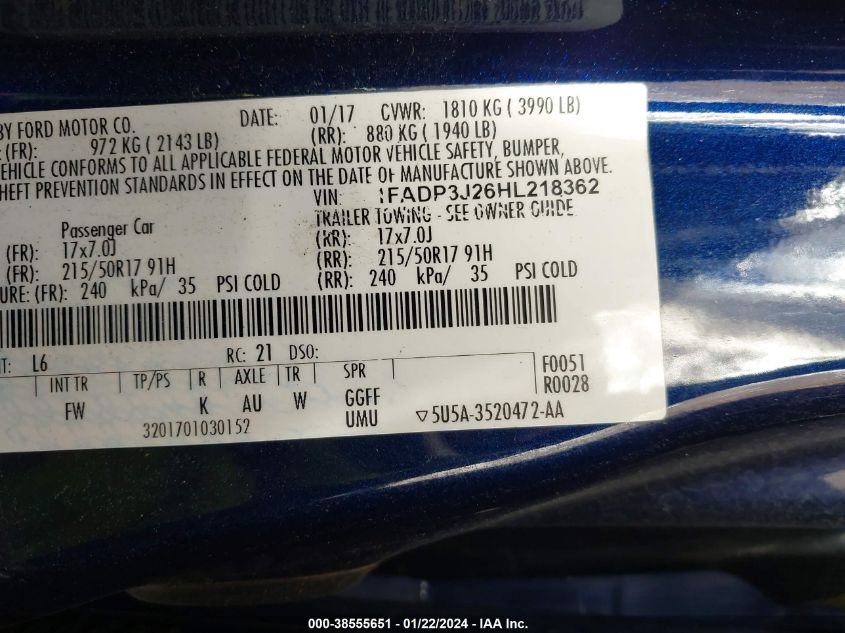 BY FORD MOTOR CO. DATE: 01/17 GVWR: 1810 KG ( 3990 LB)
(FR): 972 KG ( 2143 LB) (RR): 880 KG ( 1940 LB)
VEHICLE CONFORMS TO ALL APPLICABLE FEDERAL MOTOR VEHICLE SAFETY, BUMPER,
HEFT PREVENTION STANDARDS IN EFFECT ON THE DATE OF MANUFACTURE SHOWN ABOVE.
VIN: 1FADP3J26HL218362
Passenger Car TRAILER TOWING - SEE OWNER GUIDE
(FR): 17x7.0J (RR): 17x7.0J
(FR): 215/50R17 91H (RR): 215/50R17 91H
URE: (FR): 240 kPa/ 35 PSI COLD (RR): 240 kPa/ 35 PSI COLD
NT: L6 RC: 21 DSO:
INT TR TP/PS R AXLE TR SPR F0051
FW K AU W GGFF R0028
3201701030152 UMU ▽5U5A-3520472-AA
000-38555651 - 01/22/2024 - IAA Inc.